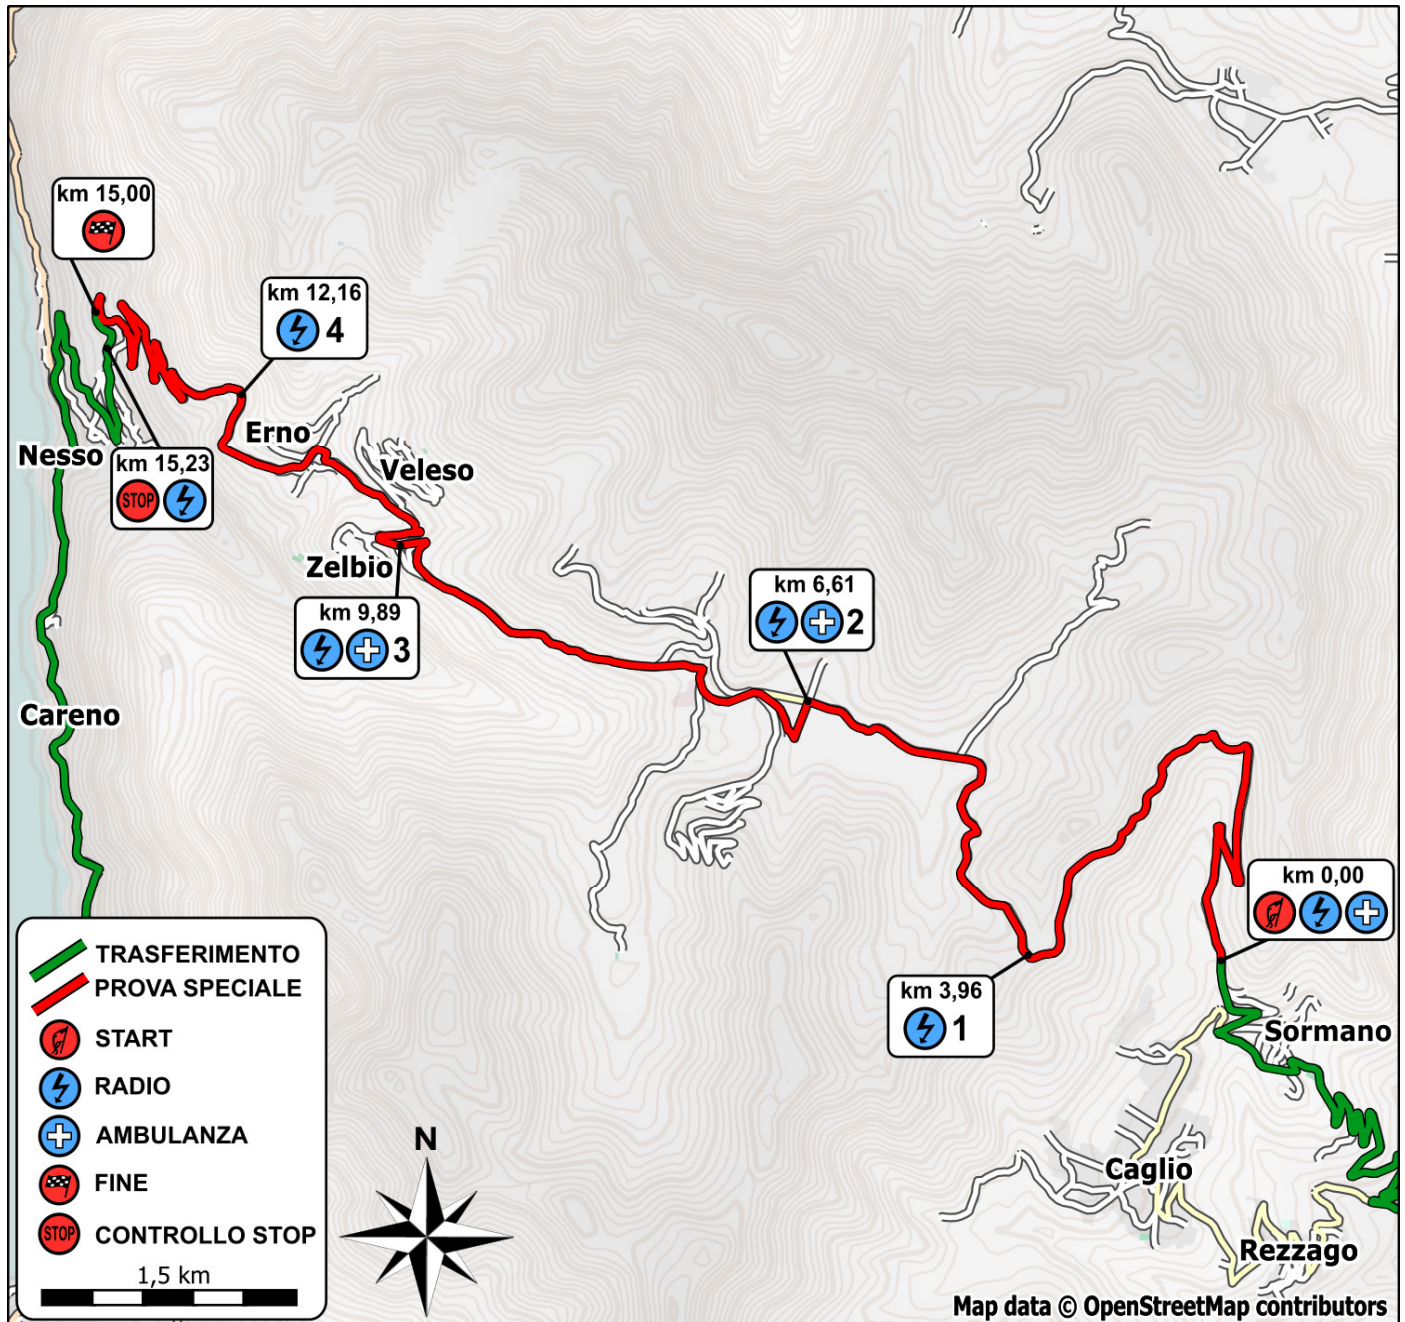 km 15,00
km 12,16
4
Erno
Veleso
Nesso
km 15,23
STOP
Zelbio
km 9,89
3
km 6,61
2
Careno
km 0,00
km 3,96
1
Sormano
Caglio
Rezzago
TRASFERIMENTO
PROVA SPECIALE
START
RADIO
AMBULANZA
FINE
STOP
CONTROLLO STOP
1,5 km
N
Map data © OpenStreetMap contributors